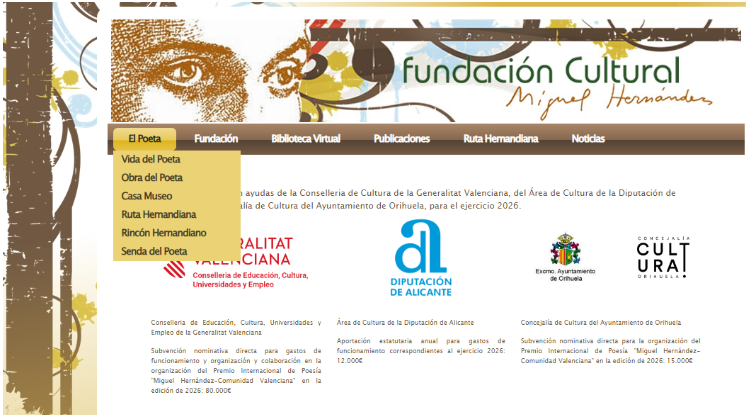 fundación Cultural
Miguel Hernández
El Poeta Fundación Biblioteca Virtual Publicaciones Ruta Hernandiana Noticias
Vida del Poeta
Obra del Poeta
Casa Museo
Ruta Hernandiana
Rincón Hernandiano
Senda del Poeta
ayudas de la Conselleria de Cultura de la Generalitat Valenciana, del Área de Cultura de la Diputación de
de Cultura del Ayuntamiento de Orihuela, para el ejercicio 2026.
RALITAT
VALENCIANA
Conselleria de Educación, Cultura,
Universidades y Empleo
DIPUTACIÓN
DE ALICANTE
Excmo. Ayuntamiento
de Orihuela
CONCEJALÍA
CULTURA
ORIHUELA
Conselleria de Educación, Cultura, Universidades y
Empleo de la Generalitat Valenciana
Subvención nominativa directa para gastos de
funcionamiento y organización y colaboración en la
organización del Premio Internacional de Poesía
"Miguel Hernández-Comunidad Valenciana" en la
edición de 2026: 80.000€
Área de Cultura de la Diputación de Alicante
Aportación estatutaria anual para gastos de
funcionamiento correspondientes al ejercicio 2026:
12.000€
Concejalía de Cultura del Ayuntamiento de Orihuela
Subvención nominativa directa para la organización del
Premio Internacional de Poesía "Miguel Hernández-
Comunidad Valenciana" en la edición de 2026: 15.000€